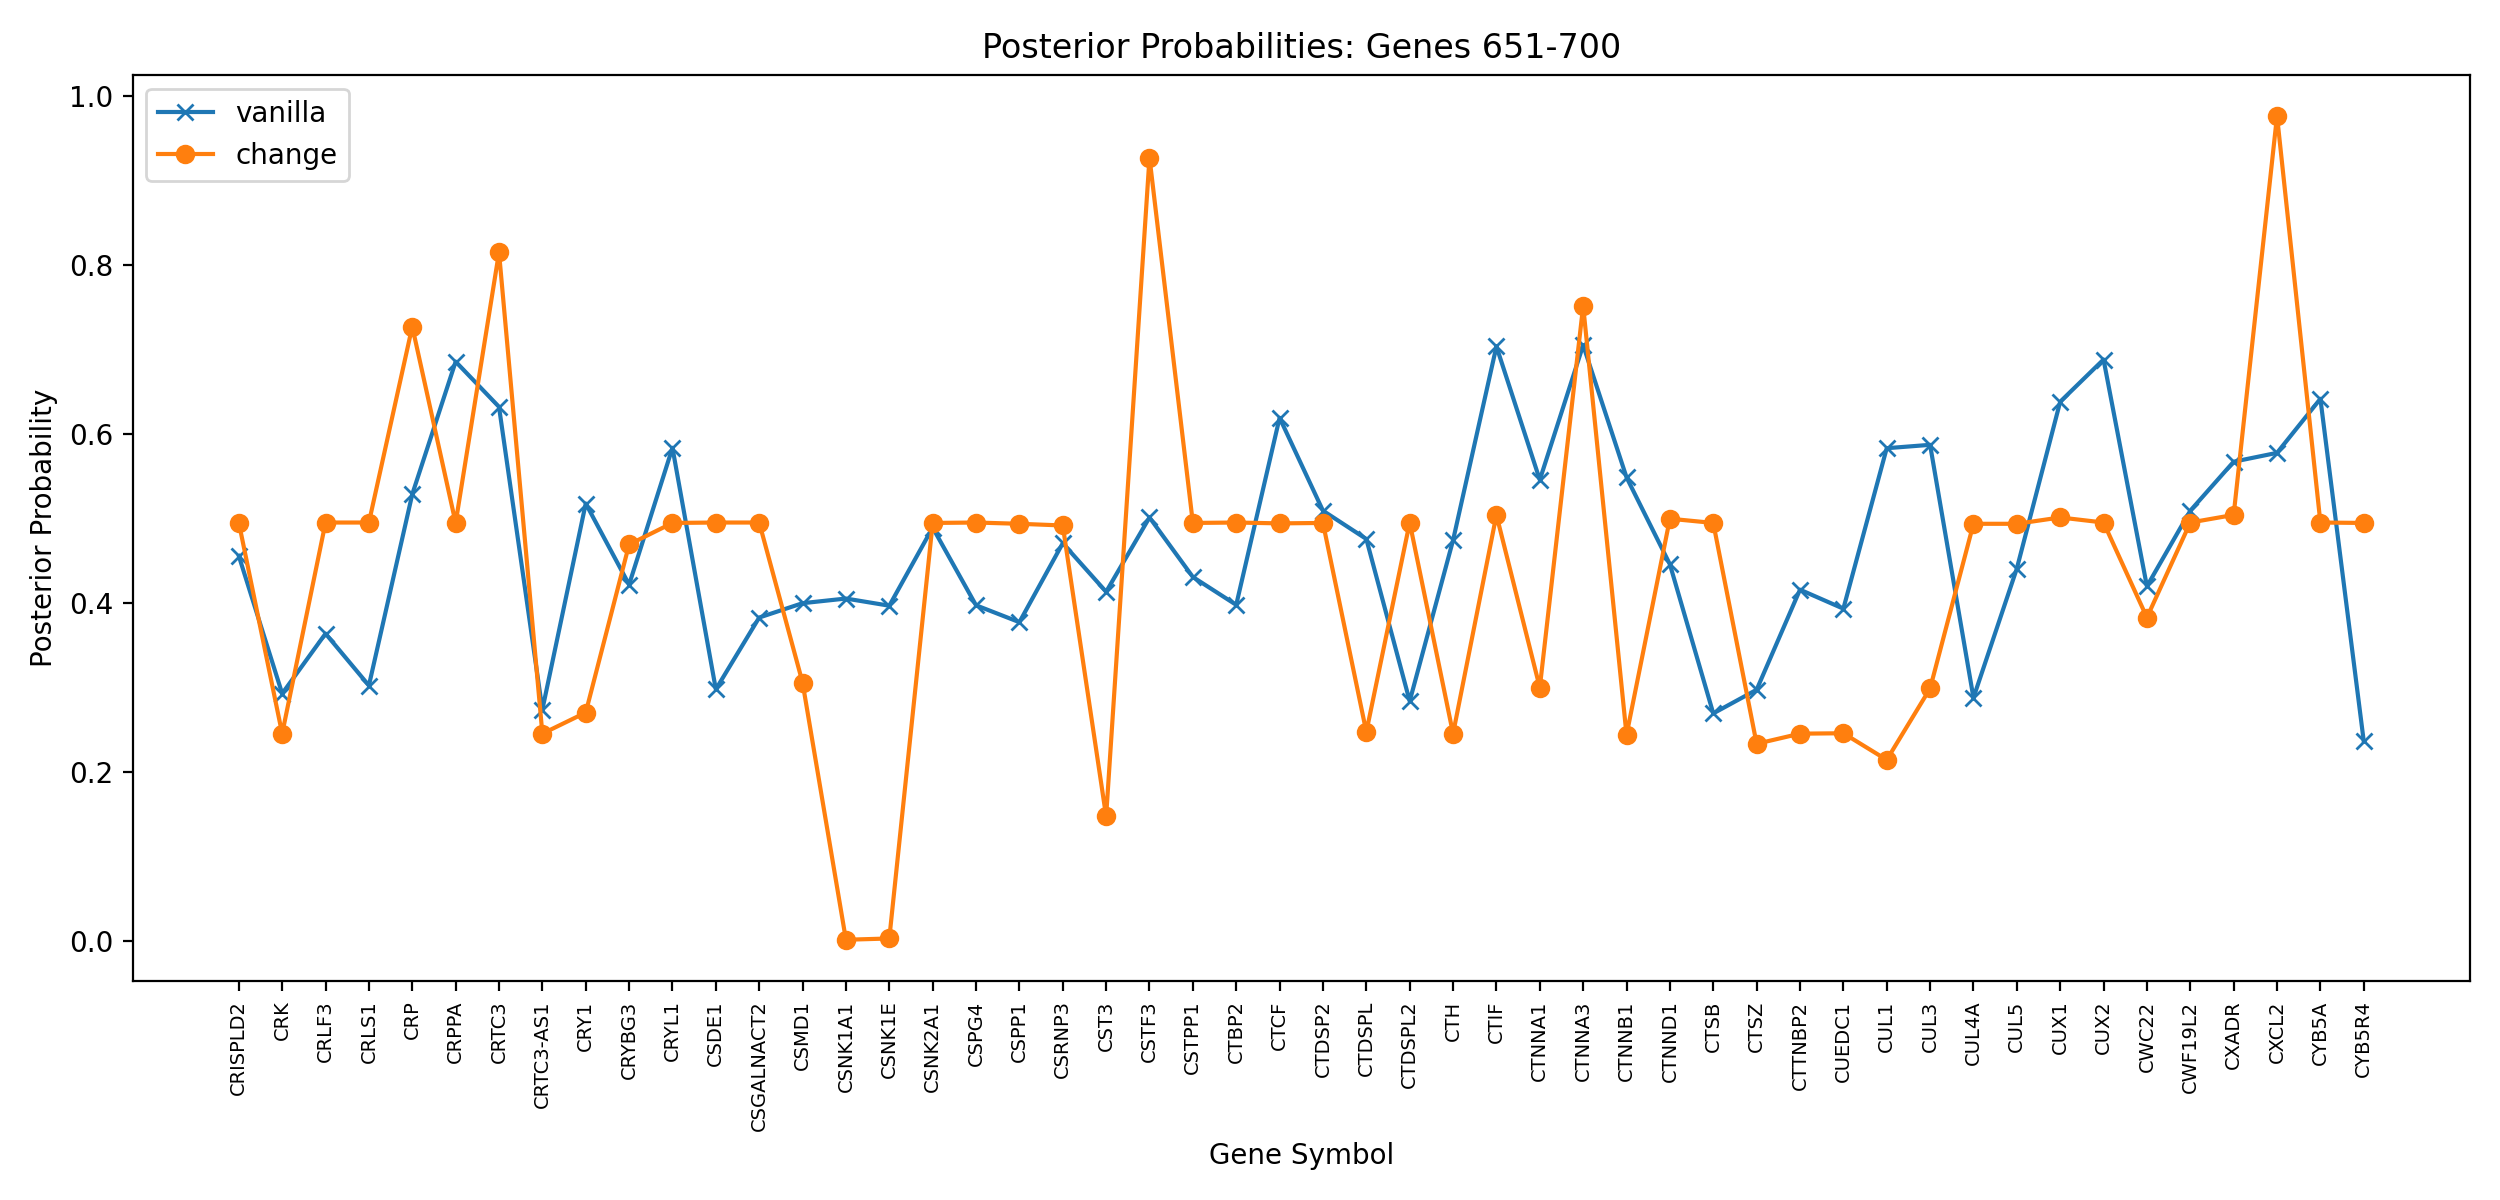 Posterior Probabilities: Genes 651-700
vanilla
change
Posterior Probability
1.0
0.8
0.6
0.4
0.2
0.0
CRISPLD2
CRK
CRLF3
CRLS1
CRP
CRPPA
CRTC3
CRTC3-AS1
CRY1
CRYBG3
CRYL1
CSDE1
CSGALNACT2
CSMD1
CSNK1A1
CSNK1E
CSNK2A1
CSPG4
CSPP1
CSRNP3
CST3
CSTF3
CSTPP1
CTBP2
CTCF
CTDSP2
CTDSPL
CTDSPL2
CTH
CTIF
CTNNA1
CTNNA3
CTNNB1
CTNND1
CTSB
CTSZ
CTTNBP2
CUEDC1
CUL1
CUL3
CUL4A
CUL5
CUX1
CUX2
CWC22
CWF19L2
CXADR
CXCL2
CYB5A
CYB5R4
Gene Symbol